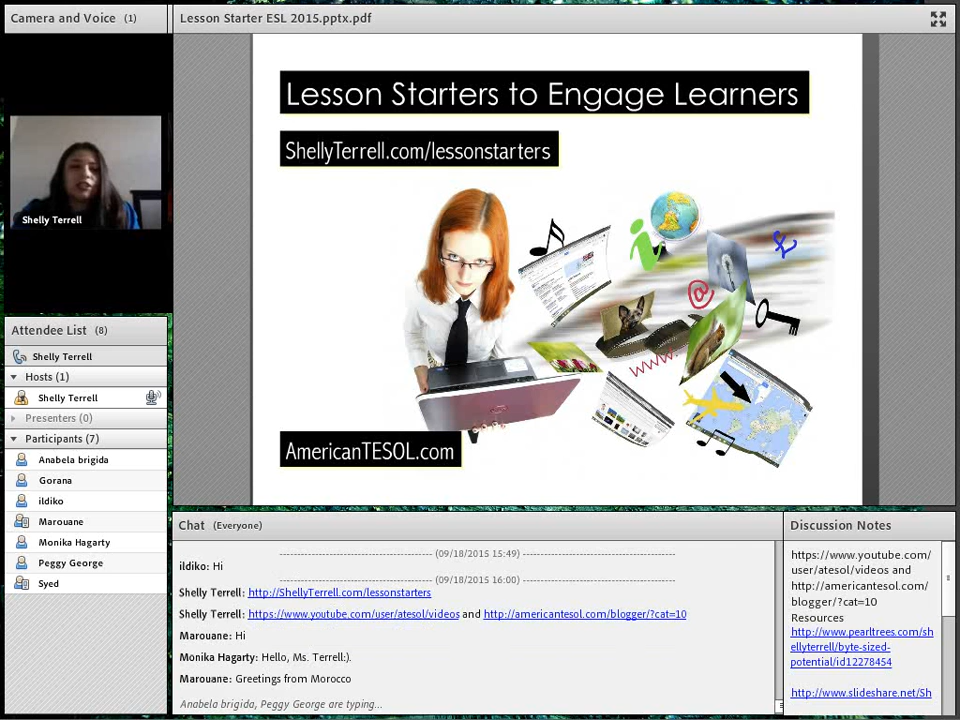 Camera and Voice (1)
Lesson Starter ESL 2015.pptx.pdf
Shelly Terrell
Lesson Starters to Engage Learners
ShellyTerrell.com/lessonstarters
@
www.
AmericanTESOL.com
Attendee List (8)
Shelly Terrell
Hosts (1)
Shelly Terrell
Presenters (0)
Participants (7)
Anabela brigida
Gorana
ildiko
Marouane
Monika Hagarty
Peggy George
Syed
Chat (Everyone)
(09/18/2015 15:49)
ildiko: Hi
(09/18/2015 16:00)
Shelly Terrell: http://ShellyTerrell.com/lessonstarters
Shelly Terrell: https://www.youtube.com/user/atesol/videos and http://americantesol.com/blogger/?cat=10
Marouane: Hi
Monika Hagarty: Hello, Ms. Terrell:).
Marouane: Greetings from Morocco
Anabela brigida, Peggy George are typing...
Discussion Notes
https://www.youtube.com/
user/atesol/videos and
http://americantesol.com/
blogger/?cat=10
Resources
http://www.pearltrees.com/sh
ellyterrell/byte-sized-
potential/id12278454
http://www.slideshare.net/Sh